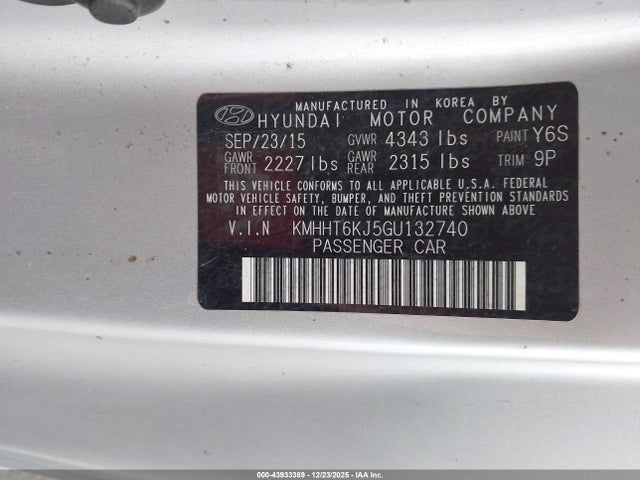 MANUFACTURED IN KOREA BY
HYUNDAI MOTOR COMPANY
SEP/23/15 GVWR 4343 lbs PAINT Y6S
GAWR FRONT 2227 lbs GAWR REAR 2315 lbs TRIM 9P
THIS VEHICLE CONFORMS TO ALL APPLICABLE U.S.A. FEDERAL
MOTOR VEHICLE SAFETY, BUMPER, AND THEFT PREVENTION STANDARDS
IN EFFECT ON THE DATE OF MANUFACTURE SHOWN ABOVE.
V.I.N KMHHT6KJ5GU132740
PASSENGER CAR
000-43933389 - 12/23/2025 - IAAI.CA